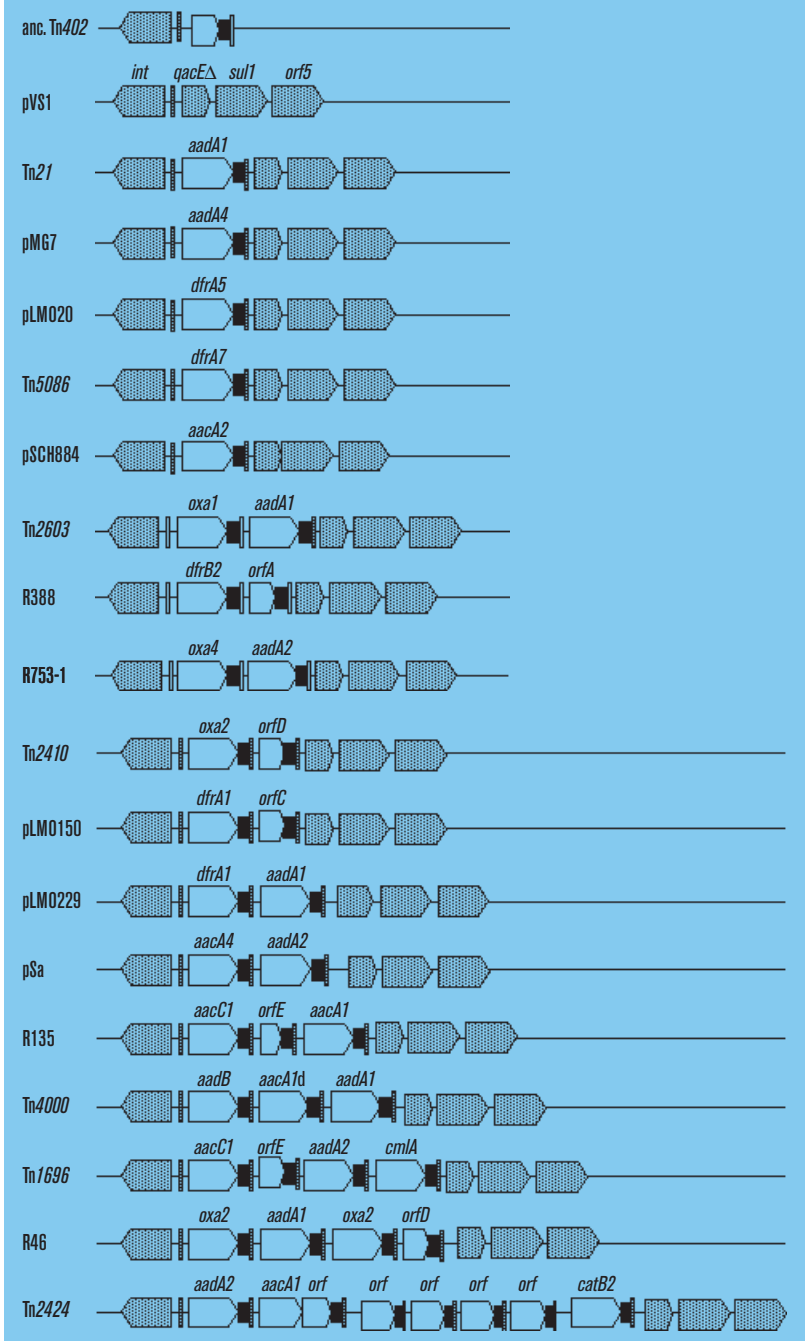 anc. Tn402
int qacEΔ sul1 orf5
pVS1
aadA1
Tn21
aadA4
pMG7
dfrA5
pLM020
dfrA7
Tn5086
aacA2
pSCH884
oxa1 aadA1
Tn2603
dfrB2 orfA
R388
oxa4 aadA2
R753-1
oxa2 orfD
Tn2410
dfrA1 orfC
pLM0150
dfrA1 aadA1
pLM0229
aacA4 aadA2
pSa
aacC1 orfE aacA1
R135
aadB aacA1d aadA1
Tn4000
aacC1 orfE aadA2 cmlA
Tn1696
oxa2 aadA1 oxa2 orfD
R46
aadA2 aacA1 orf orf orf orf orf catB2
Tn2424